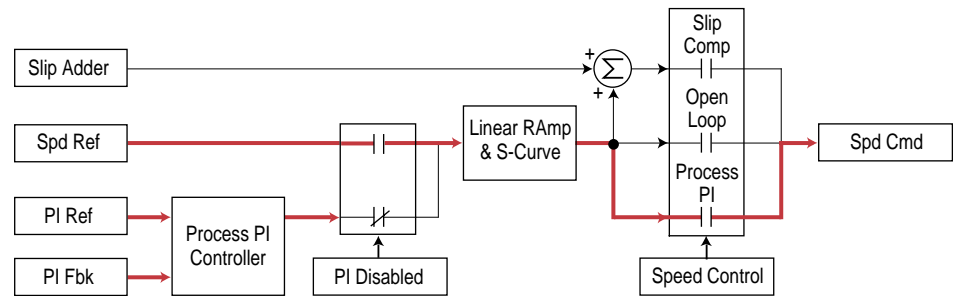 Slip
Comp
Slip Adder
+
+
Σ
Open
Loop
Spd Ref
Linear RAmp
& S-Curve
Spd Cmd
Process
PI
PI Ref
Process PI
Controller
PI Fbk
PI Disabled
Speed Control